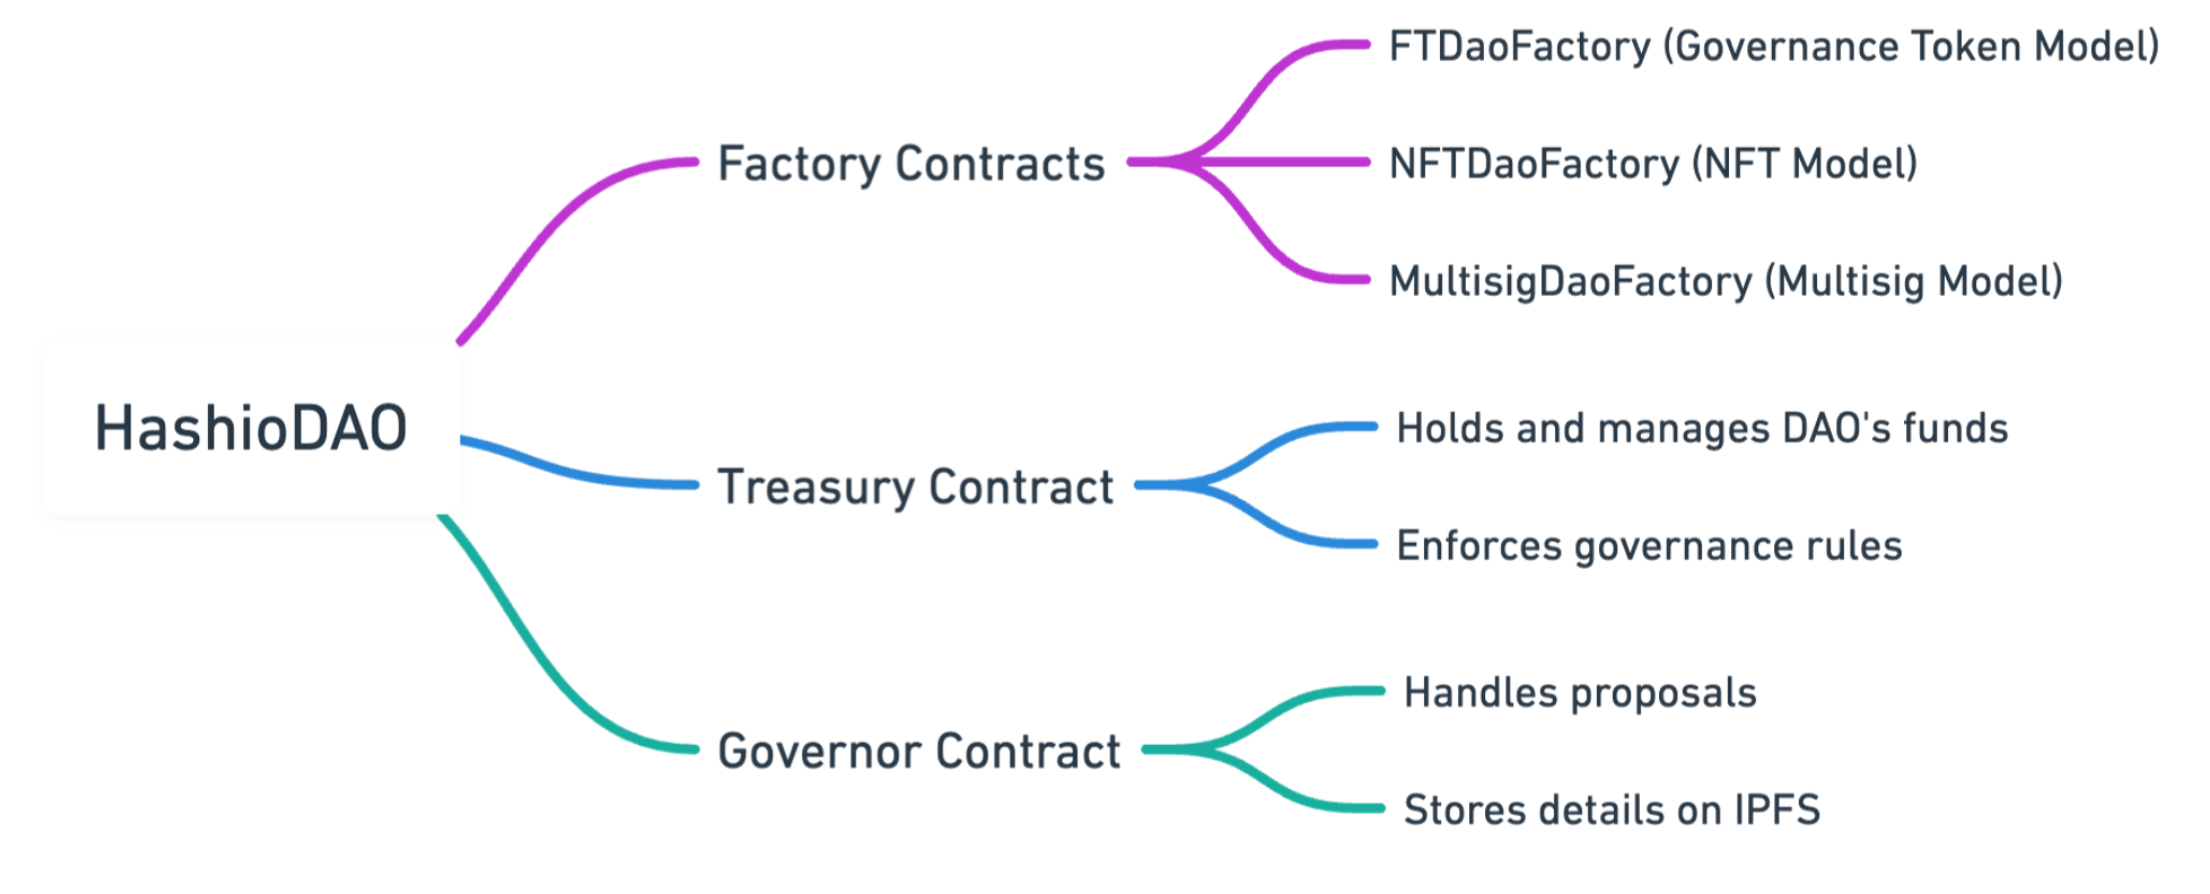 HashioDAO
Factory Contracts
FTDaoFactory (Governance Token Model)
NFTDaoFactory (NFT Model)
MultisigDaoFactory (Multisig Model)
Treasury Contract
Holds and manages DAO's funds
Enforces governance rules
Governor Contract
Handles proposals
Stores details on IPFS